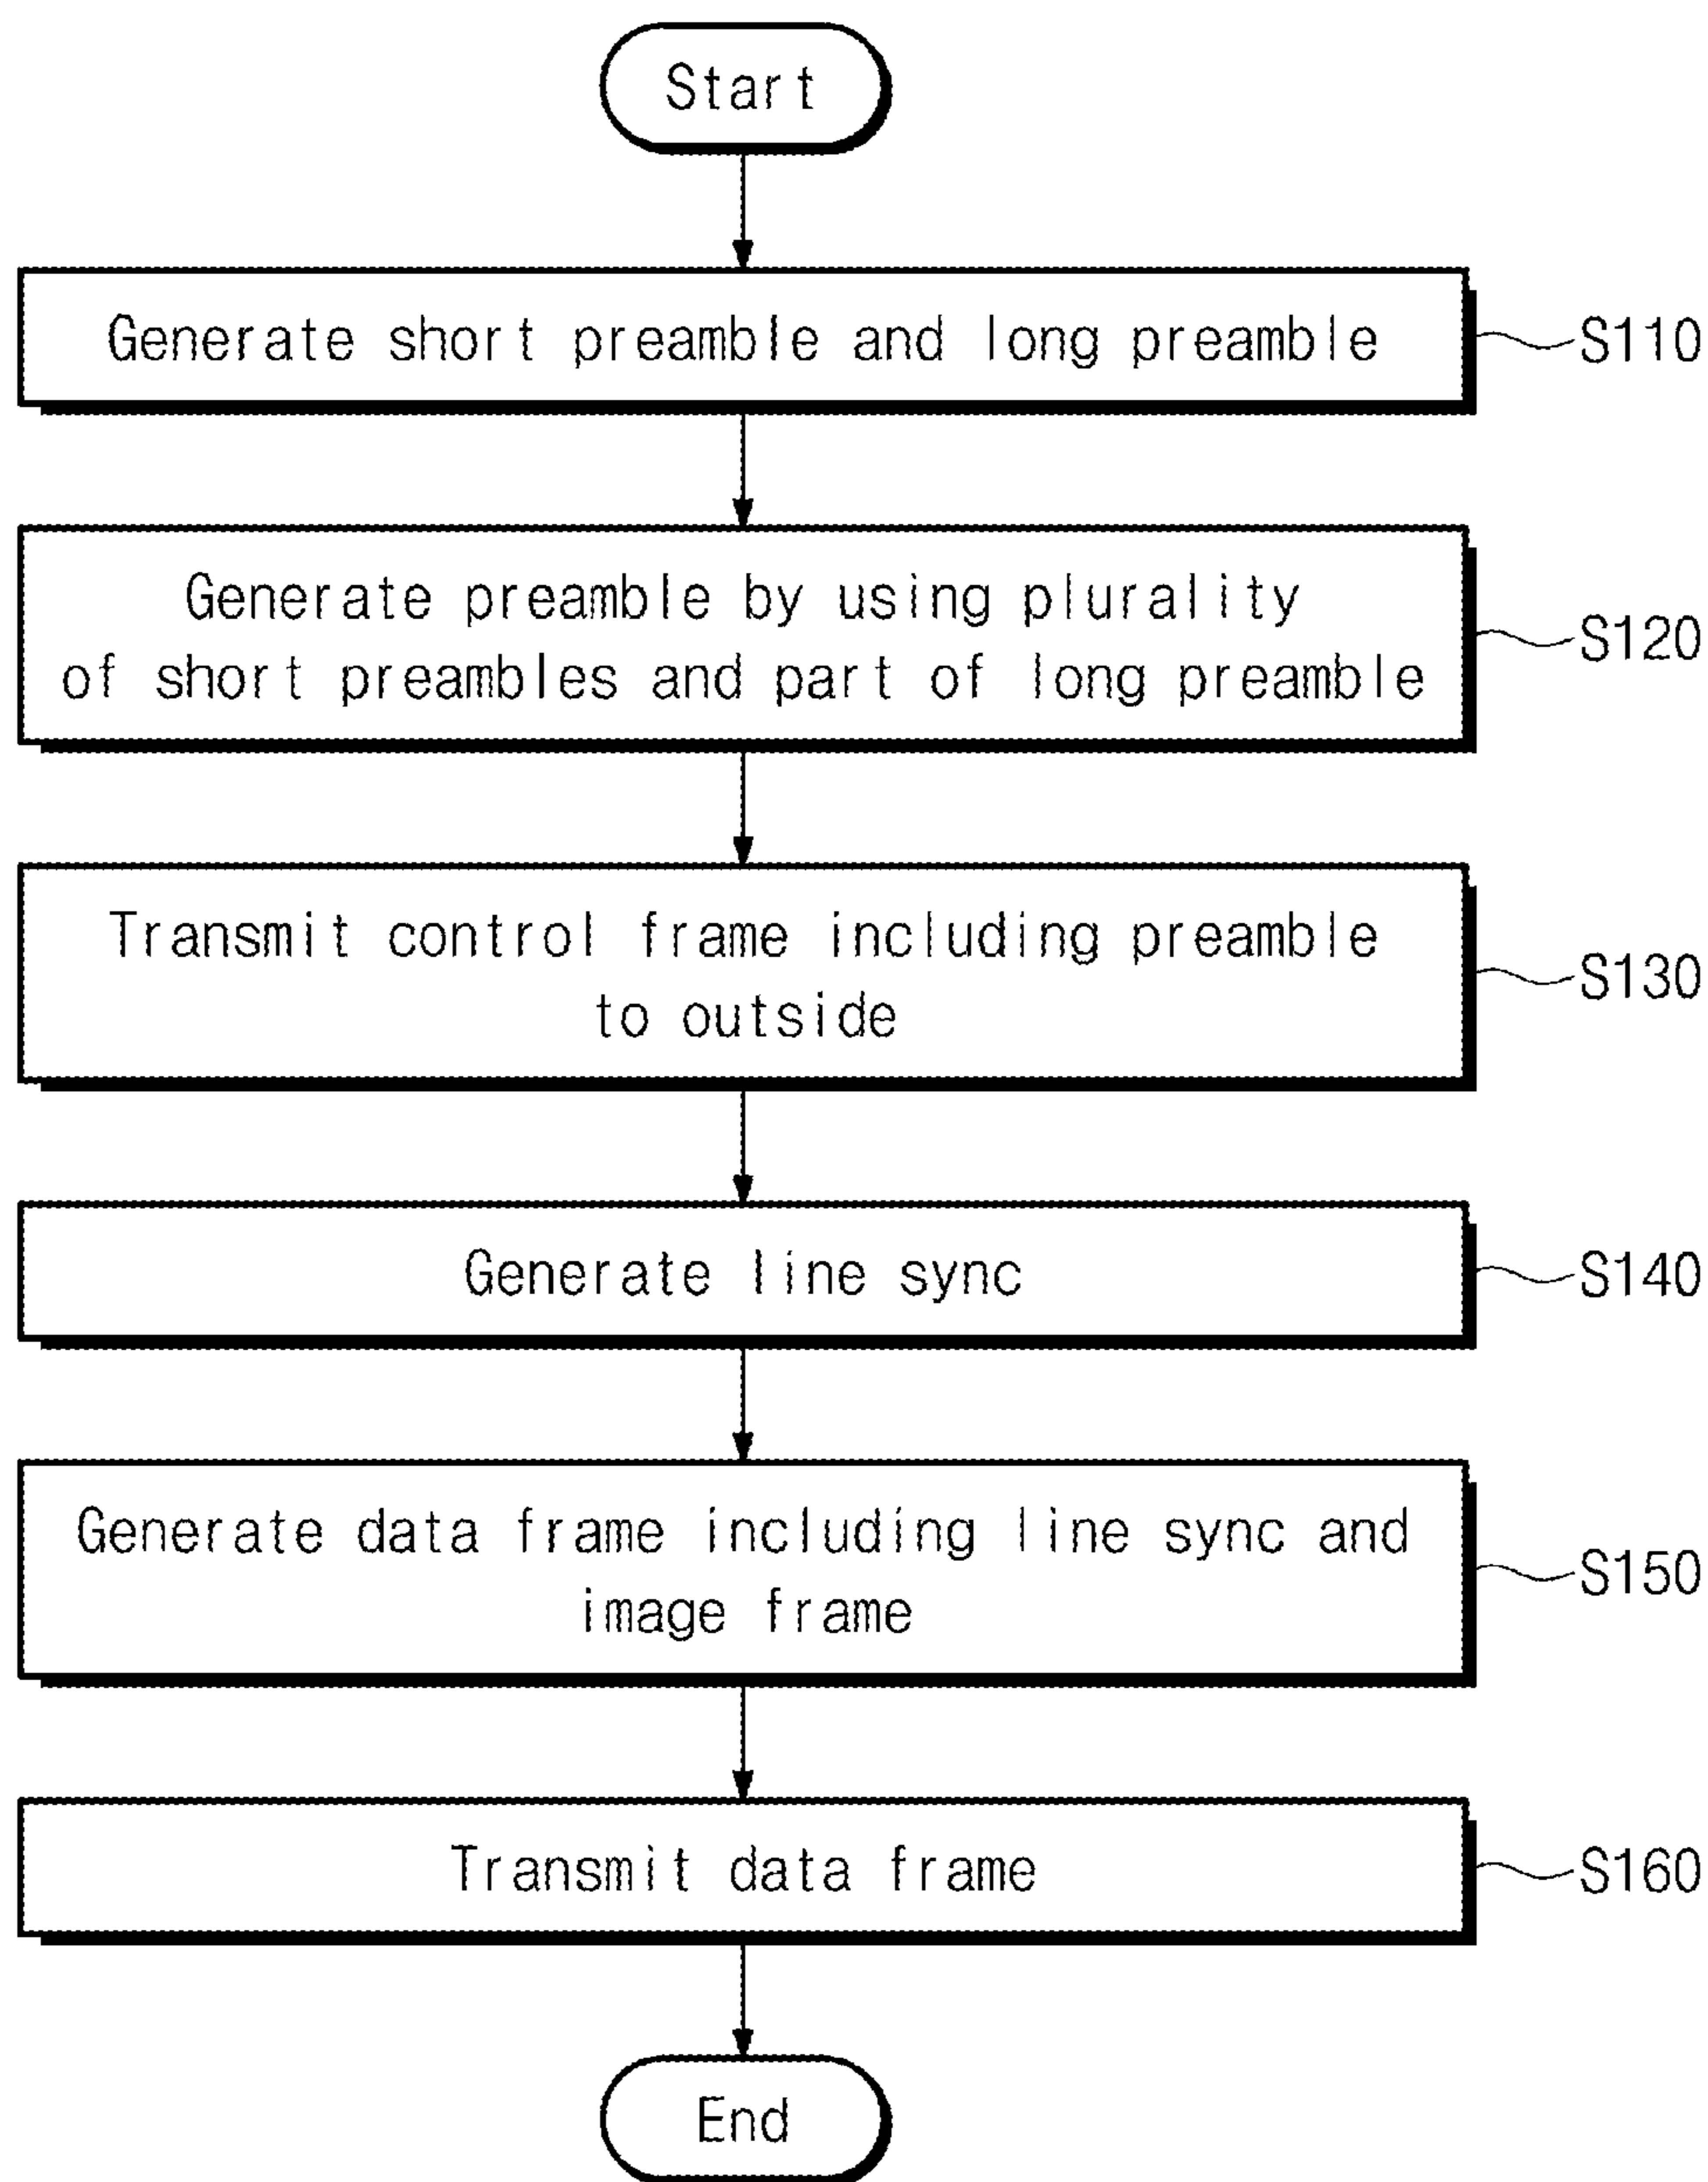 Start
Generate short preamble and long preamble
S110
Generate preamble by using plurality
of short preambles and part of long preamble
S120
Transmit control frame including preamble
to outside
S130
Generate line sync
S140
Generate data frame including line sync and
image frame
S150
Transmit data frame
S160
End